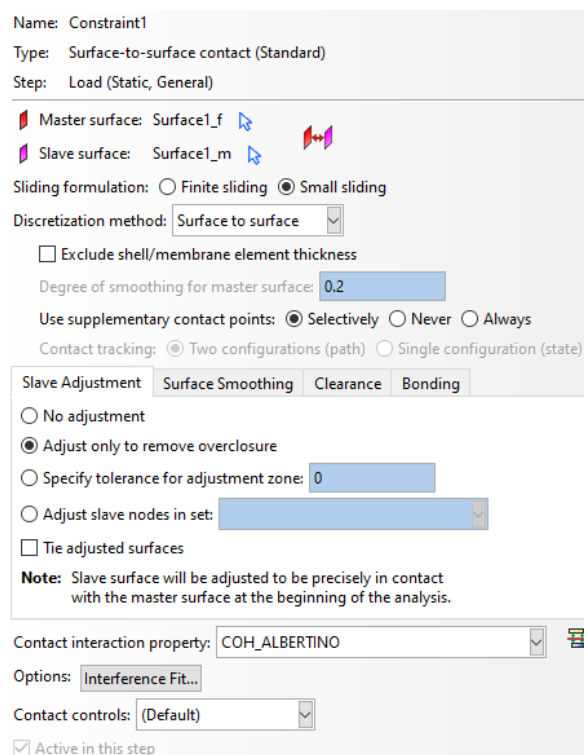 Name: Constraint1
Type: Surface-to-surface contact (Standard)
Step: Load (Static, General)
Master surface: Surface1_f
Slave surface: Surface1_m
Sliding formulation: Finite sliding Small sliding
Discretization method: Surface to surface
Exclude shell/membrane element thickness
Degree of smoothing for master surface: 0.2
Use supplementary contact points: Selectively Never Always
Contact tracking: Two configurations (path) Single configuration (state)
Slave Adjustment Surface Smoothing Clearance Bonding
No adjustment
Adjust only to remove overclosure
Specify tolerance for adjustment zone: 0
Adjust slave nodes in set:
Tie adjusted surfaces
Note: Slave surface will be adjusted to be precisely in contact
with the master surface at the beginning of the analysis.
Contact interaction property: COH_ALBERTINO
Options: Interference Fit...
Contact controls: (Default)
Active in this step